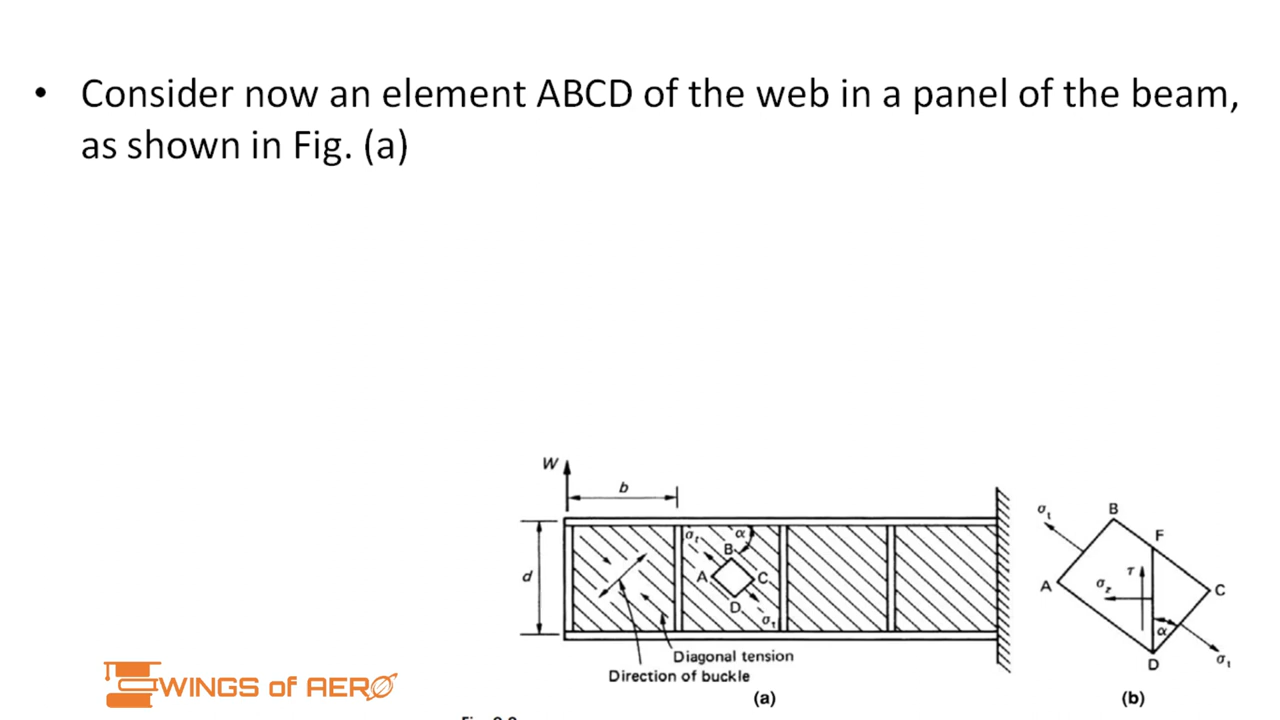 • Consider now an element ABCD of the web in a panel of the beam,
as shown in Fig. (a)
W
b
d
σt
α
B
A
C
D
σt
Diagonal tension
Direction of buckle
(a)
σt
B
F
τ
σz
A
C
α
D
σt
(b)
WINGS of AERO